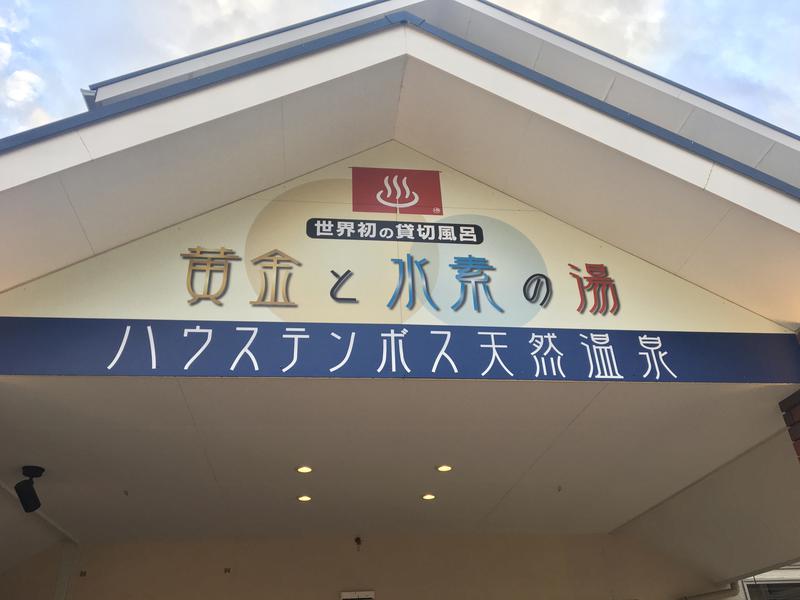 世界初の貸切風呂
黄金と水素の湯
ハウステンボス天然温泉